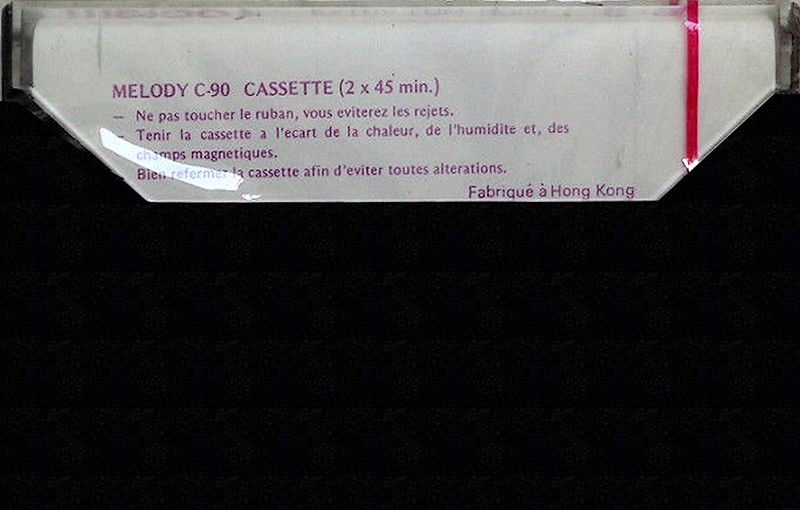 MELODY C-90 CASSETTE (2 x 45 min.)
— Ne pas toucher le ruban, vous eviterez les rejets.
– Tenir la cassette a l'ecart de la chaleur, de l'humidite et, des
champs magnetiques.
Bien refermer la cassette afin d'eviter toutes alterations.
Fabriqué à Hong Kong